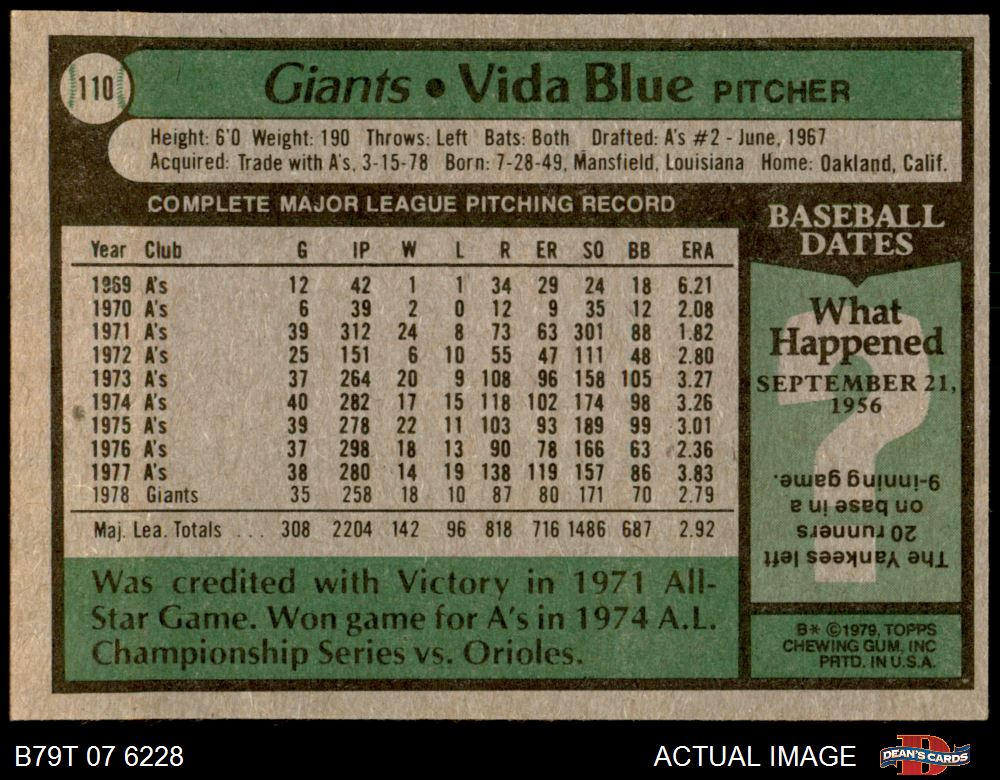 110
Giants • Vida Blue PITCHER
Height: 6'0 Weight: 190 Throws: Left Bats: Both Drafted: A's #2 - June, 1967
Acquired: Trade with A's, 3-15-78 Born: 7-28-49, Mansfield, Louisiana Home: Oakland, Calif.
COMPLETE MAJOR LEAGUE PITCHING RECORD
Year Club G IP W L R ER SO BB ERA
1969 A's 12 42 1 1 34 29 24 18 6.21
1970 A's 6 39 2 0 12 9 35 12 2.08
1971 A's 39 312 24 8 73 63 301 88 1.82
1972 A's 25 151 6 10 55 47 111 48 2.80
1973 A's 37 264 20 9 108 96 158 105 3.27
1974 A's 40 282 17 15 118 102 174 98 3.26
1975 A's 39 278 22 11 103 93 189 99 3.01
1976 A's 37 298 18 13 90 78 166 63 2.36
1977 A's 38 280 14 19 138 119 157 86 3.83
1978 Giants 35 258 18 10 87 80 171 70 2.79
Maj. Lea. Totals ... 308 2204 142 96 818 716 1486 687 2.92
Was credited with Victory in 1971 All-
Star Game. Won game for A's in 1974 A.L.
Championship Series vs. Orioles.
BASEBALL
DATES
What
Happened
SEPTEMBER 21,
1956
?
The Yankees left
20 runners
on base in a
9-inning game.
B* ©1979, TOPPS
CHEWING GUM, INC
PRTD. IN U.S.A.
B79T 07 6228
ACTUAL IMAGE
D
DEAN'S CARDS